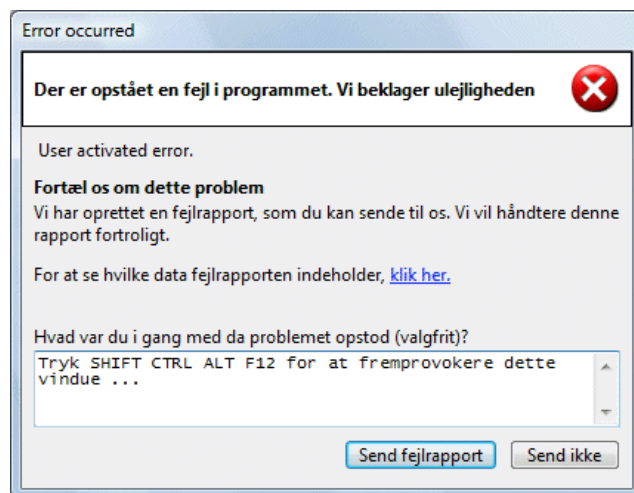 Error occurred
Der er opstået en fejl i programmet. Vi beklager ulejligheden
User activated error.
Fortæl os om dette problem
Vi har oprettet en fejlrapport, som du kan sende til os. Vi vil håndtere denne
rapport fortroligt.
For at se hvilke data fejlrapporten indeholder, klik her.
Hvad var du i gang med da problemet opstod (valgfrit)?
Tryk SHIFT CTRL ALT F12 for at fremprovokere dette
vindue ...
Send fejlrapport Send ikke